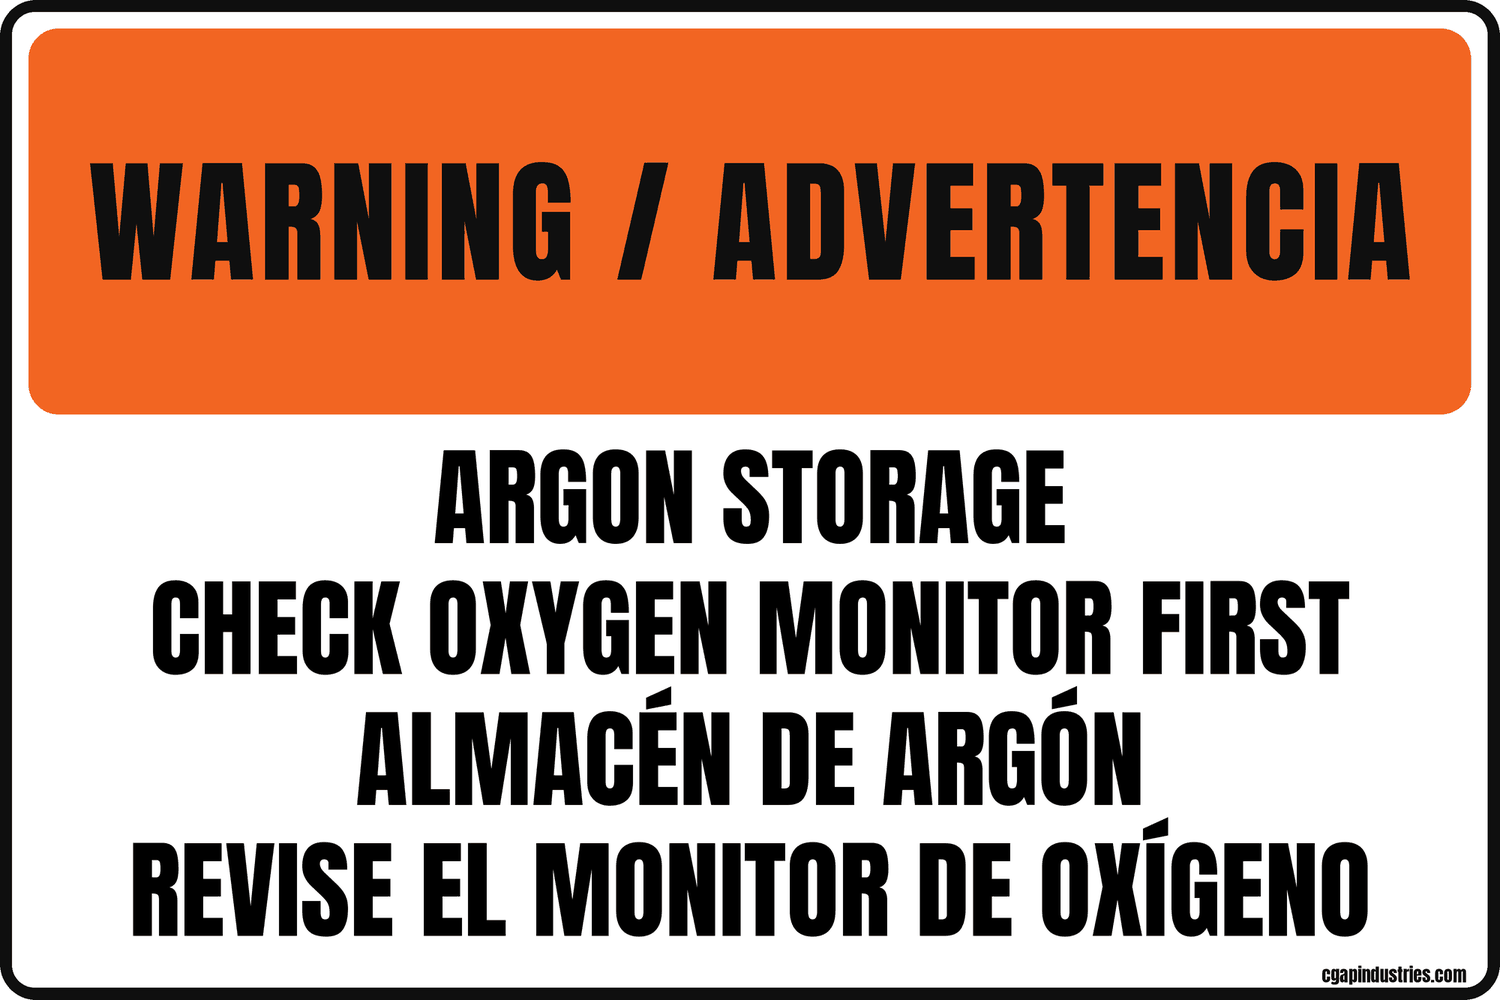 WARNING / ADVERTENCIA
ARGON STORAGE
CHECK OXYGEN MONITOR FIRST
ALMACÉN DE ARGÓN
REVISE EL MONITOR DE OXÍGENO
cgapindustries.com